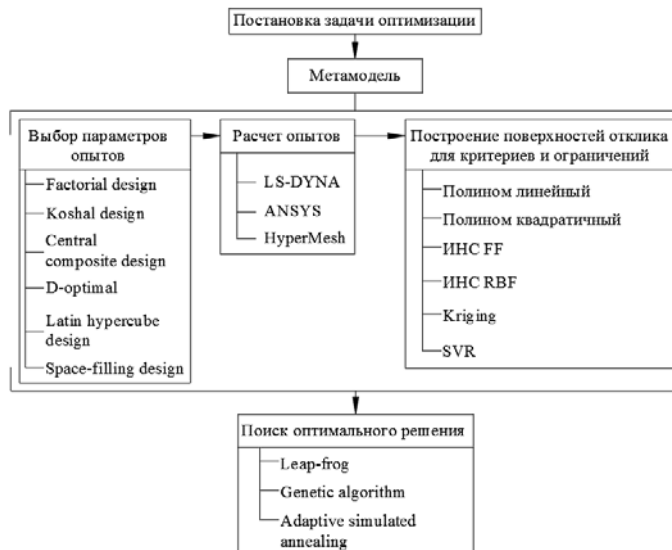 Постановка задачи оптимизации
Метамодель
Выбор параметров
опытов
Factorial design
Koshal design
Central
composite design
D-optimal
Latin hypercube
design
Space-filling design
Расчет опытов
LS-DYNA
ANSYS
HyperMesh
Построение поверхностей отклика
для критериев и ограничений
Полином линейный
Полином квадратичный
ИНС FF
ИНС RBF
Kriging
SVR
Поиск оптимального решения
Leap-frog
Genetic algorithm
Adaptive simulated
annealing